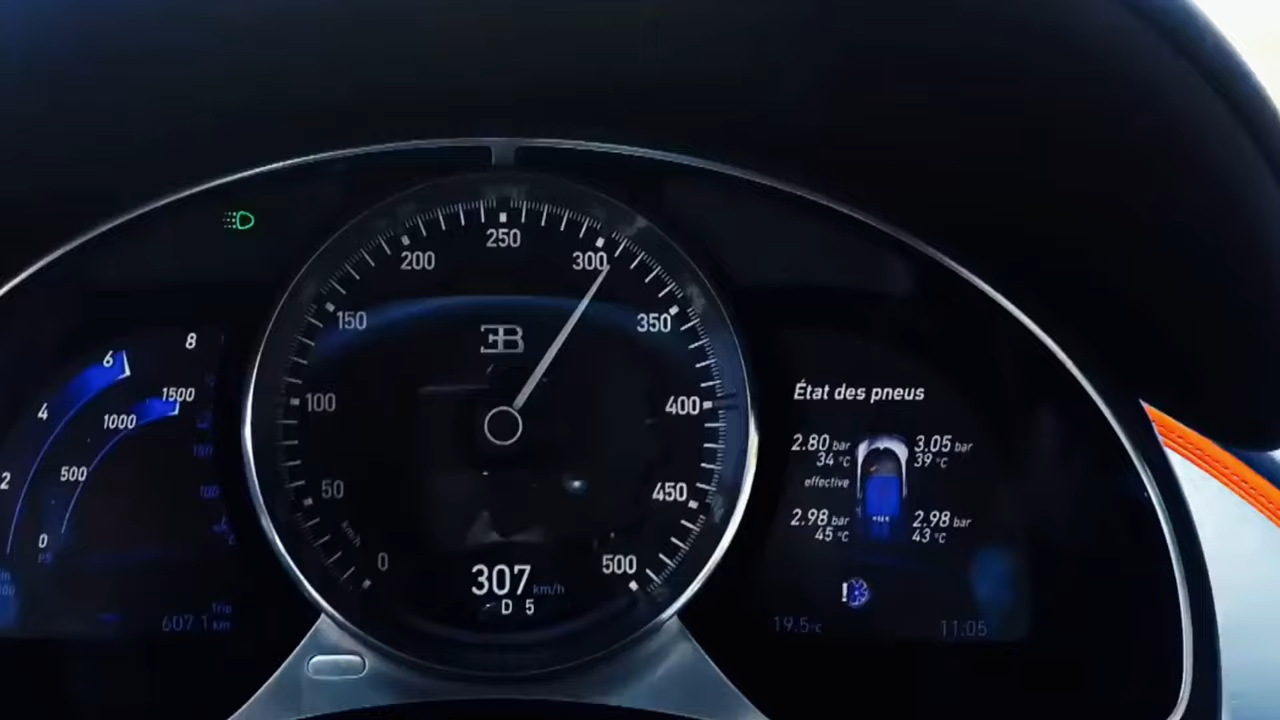 8
6
4
2
0
PS
1500
1000
500
0
50
100
150
200
250
300
350
400
450
500
km/h
EB
307 km/h
D 5
Trip
607.1 km
État des pneus
2.80 bar
34 °C
3.05 bar
39 °C
effective
2.98 bar
45 °C
2.98 bar
43 °C
19.5 °C
11:05